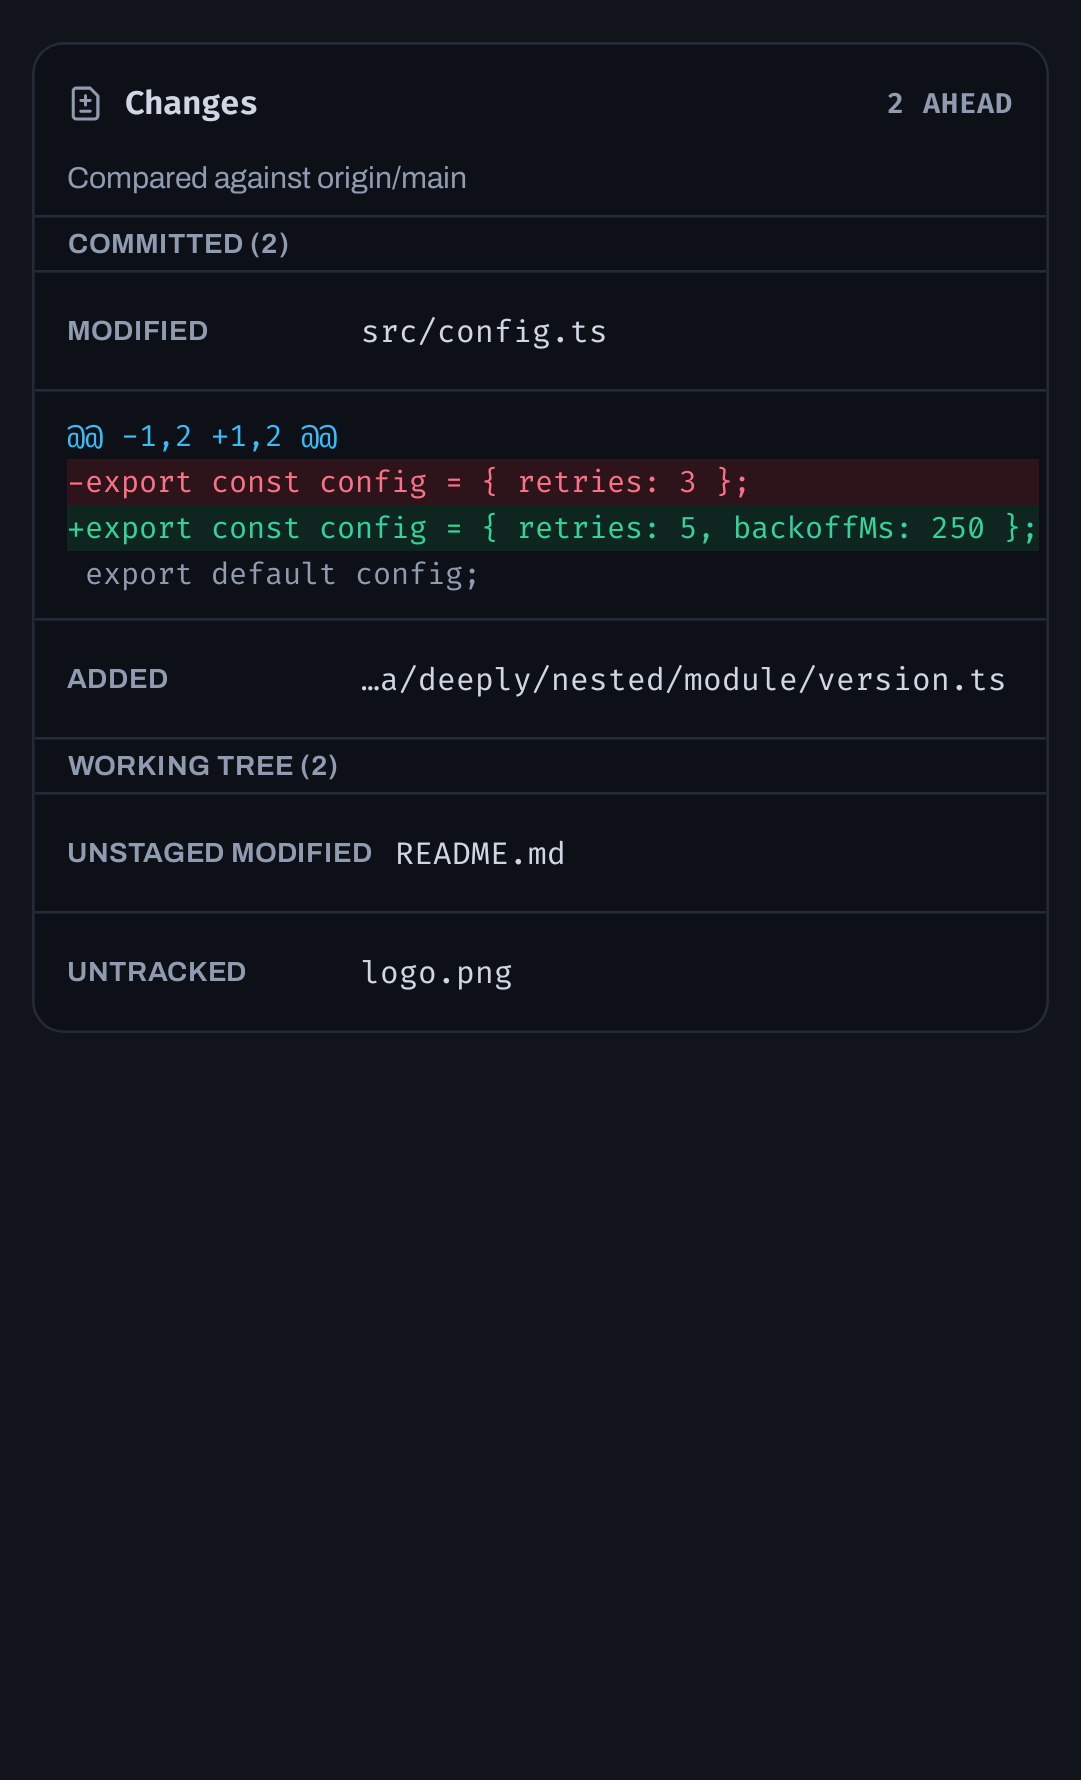 Changes 2 AHEAD
Compared against origin/main
COMMITTED (2)
MODIFIED src/config.ts
@@ -1,2 +1,2 @@
-export const config = { retries: 3 };
+export const config = { retries: 5, backoffMs: 250 };
 export default config;
ADDED …a/deeply/nested/module/version.ts
WORKING TREE (2)
UNSTAGED MODIFIED README.md
UNTRACKED logo.png